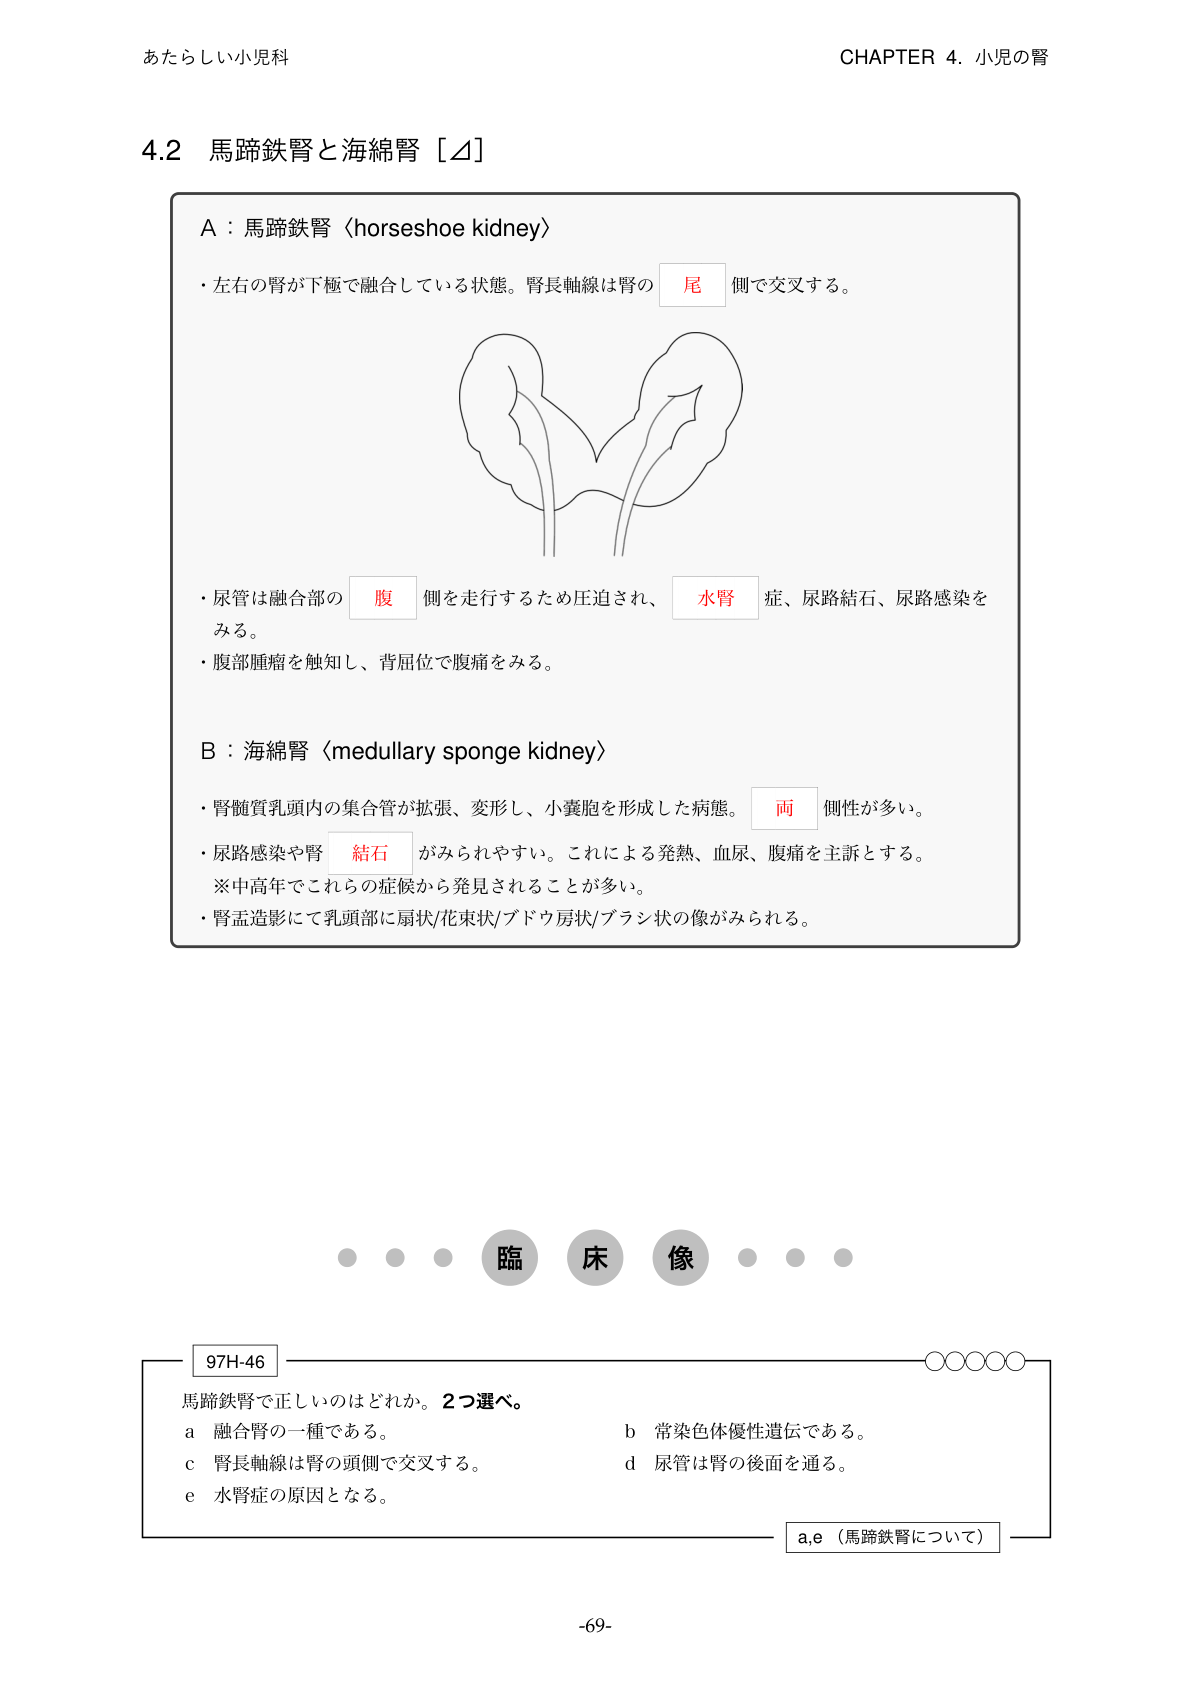 あたらしい小児科
CHAPTER 4. 小児の腎
4.2 馬蹄鉄腎と海綿腎［⊿］
A：馬蹄鉄腎〈horseshoe kidney〉
・左右の腎が下極で融合している状態。腎長軸線は腎の 尾 側で交叉する。
・尿管は融合部の 腹 側を走行するため圧迫され、 水腎 症、尿路結石、尿路感染を
みる。
・腹部腫瘤を触知し、背屈位で腹痛をみる。
B：海綿腎〈medullary sponge kidney〉
・腎髄質乳頭内の集合管が拡張、変形し、小嚢胞を形成した病態。 両 側性が多い。
・尿路感染や腎 結石 がみられやすい。これによる発熱、血尿、腹痛を主訴とする。
※中高年でこれらの症候から発見されることが多い。
・腎盂造影にて乳頭部に扇状/花束状/ブドウ房状/ブラシ状の像がみられる。
臨床像
97H-46
馬蹄鉄腎で正しいのはどれか。2つ選べ。
a 融合腎の一種である。 b 常染色体優性遺伝である。
c 腎長軸線は腎の頭側で交叉する。 d 尿管は腎の後面を通る。
e 水腎症の原因となる。
a,e （馬蹄鉄腎について）
-69-